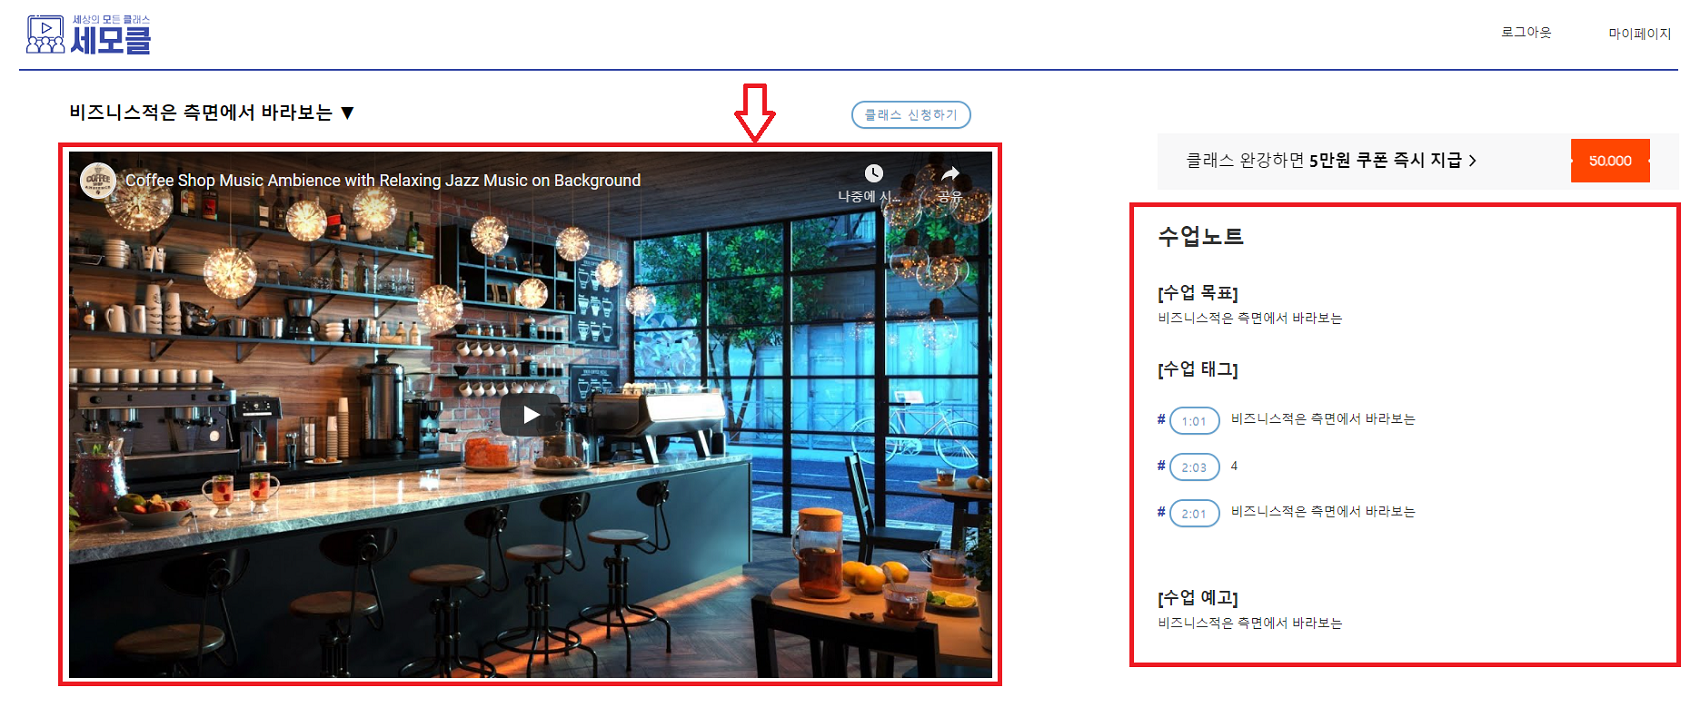 세상의 모든 클래스
세모클
로그아웃
마이페이지
비즈니스적은 측면에서 바라보는 ▼
클래스 신청하기
Coffee Shop Music Ambience with Relaxing Jazz Music on Background
나중에 시...
공유
클래스 완강하면 5만원 쿠폰 즉시 지급 >
50,000
수업노트
[수업 목표]
비즈니스적은 측면에서 바라보는
[수업 태그]
# 1:01 비즈니스적은 측면에서 바라보는
# 2:03 4
# 2:01 비즈니스적은 측면에서 바라보는
[수업 예고]
비즈니스적은 측면에서 바라보는